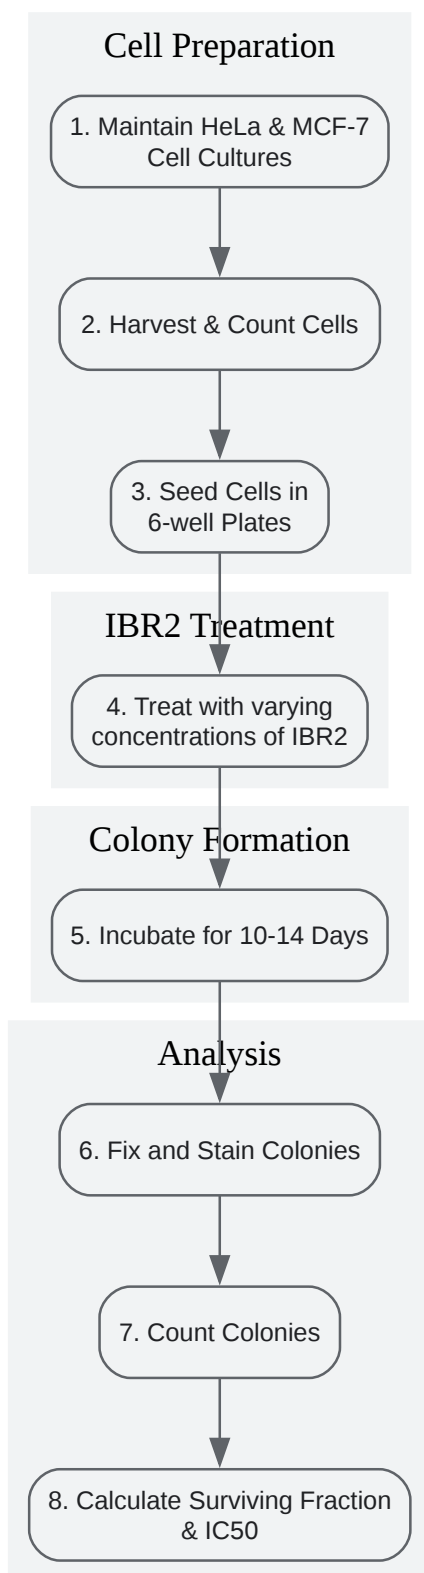 Cell Preparation
1. Maintain HeLa & MCF-7
Cell Cultures
2. Harvest & Count Cells
3. Seed Cells in
6-well Plates
IBR2 Treatment
4. Treat with varying
concentrations of IBR2
Colony Formation
5. Incubate for 10-14 Days
Analysis
6. Fix and Stain Colonies
7. Count Colonies
8. Calculate Surviving Fraction
& IC50